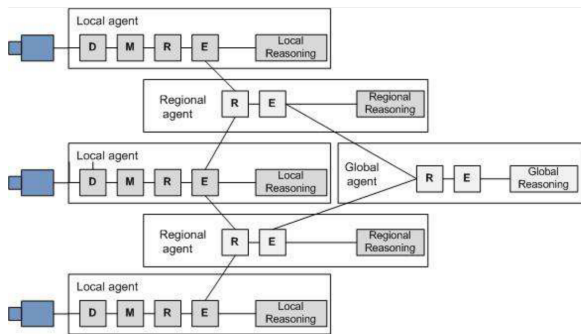 Local agent
D M R E Local
Reasoning
Regional
agent
R E Regional
Reasoning
Local agent
D M R E Local
Reasoning
Global
agent
R E Global
Reasoning
Regional
agent
R E Regional
Reasoning
Local agent
D M R E Local
Reasoning